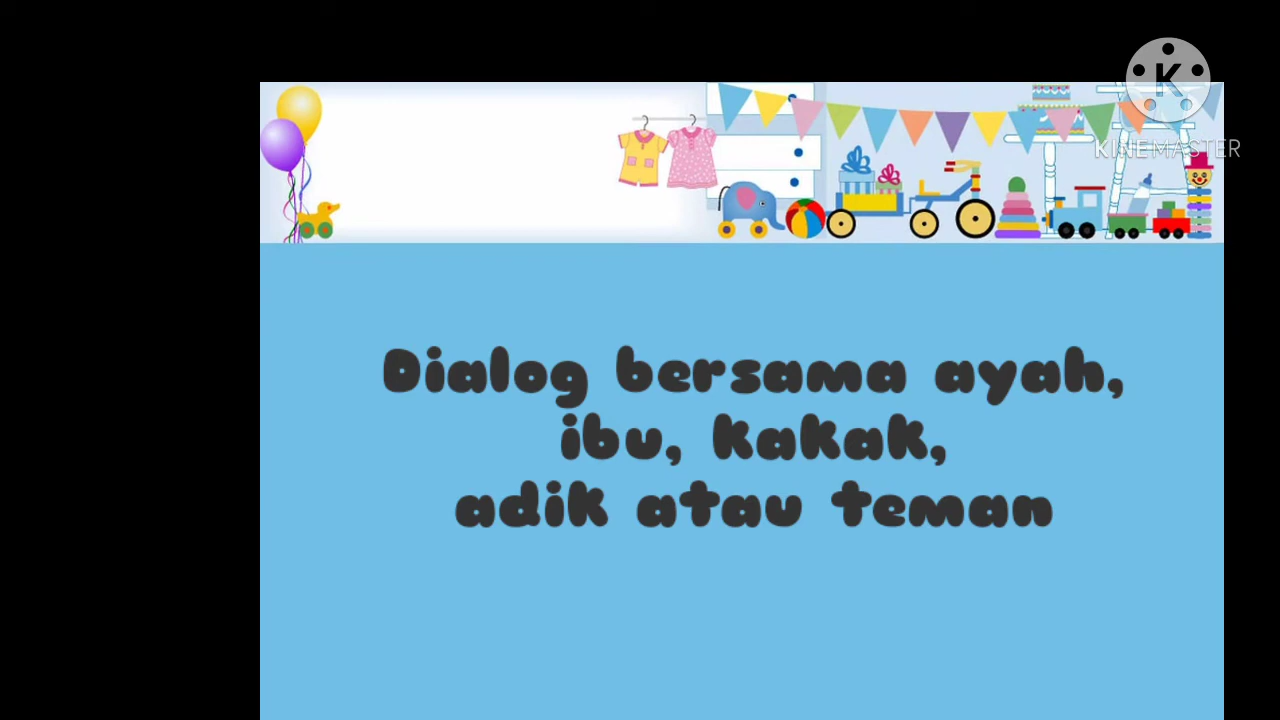 K
KINEMASTER
Dialog bersama ayah,
ibu, kakak,
adik atau teman